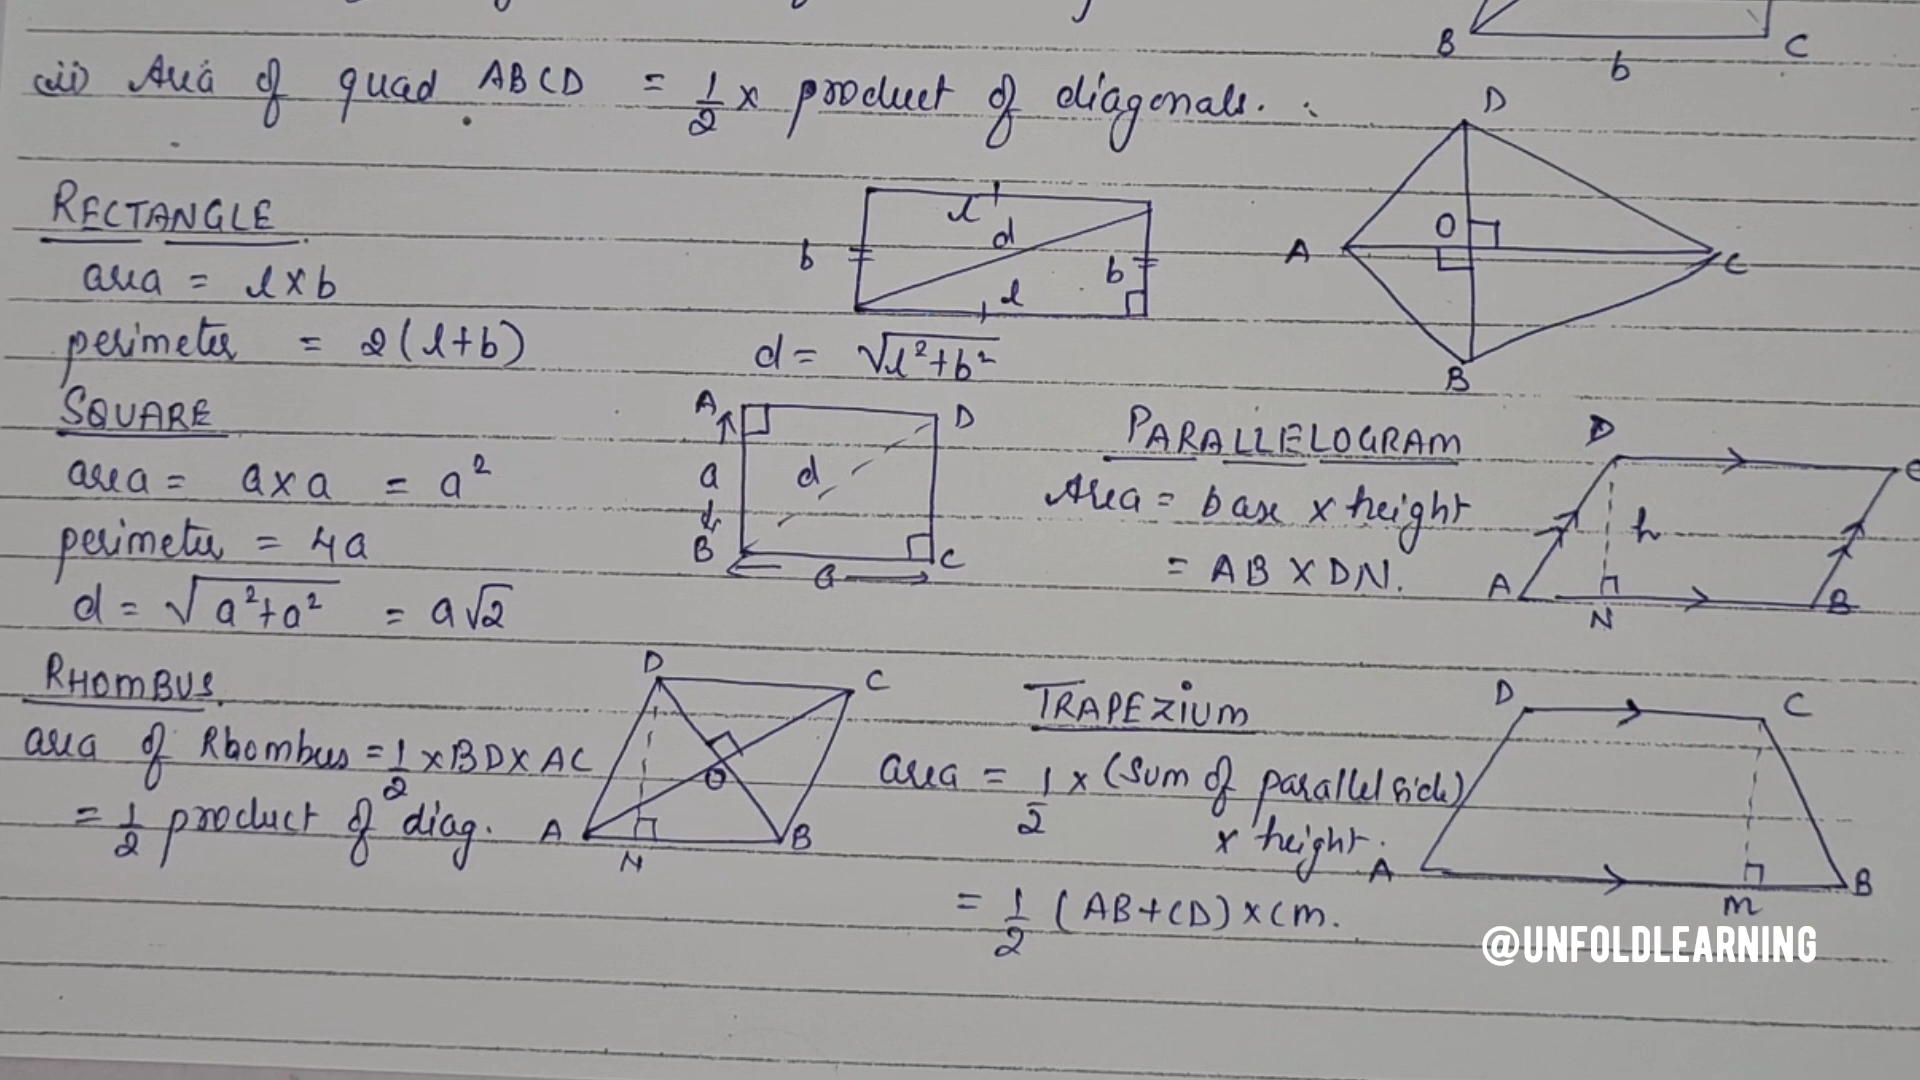 B
b
C
(ii) Area of quad ABCD = 1/2 x product of diagonals.
D
O
A
C
B
RECTANGLE
area = l x b
perimeter = 2(l+b)
l
d
b
b
l
d = √l²+b²
SQUARE
area = a x a = a²
perimeter = 4a
d = √a²+a² = a√2
A
D
a
d
B
C
a
PARALLELOGRAM
Area = base x height
= AB X DN.
D
C
h
A
N
B
RHOMBUS
area of Rhombus = 1/2 x BD x AC
= 1/2 product of diag.
D
C
O
A
N
B
TRAPEZIUM
area = 1/2 x (Sum of parallel side)
x height.
= 1/2 (AB+CD) x CM.
D
C
A
M
B
@UNFOLDLEARNING